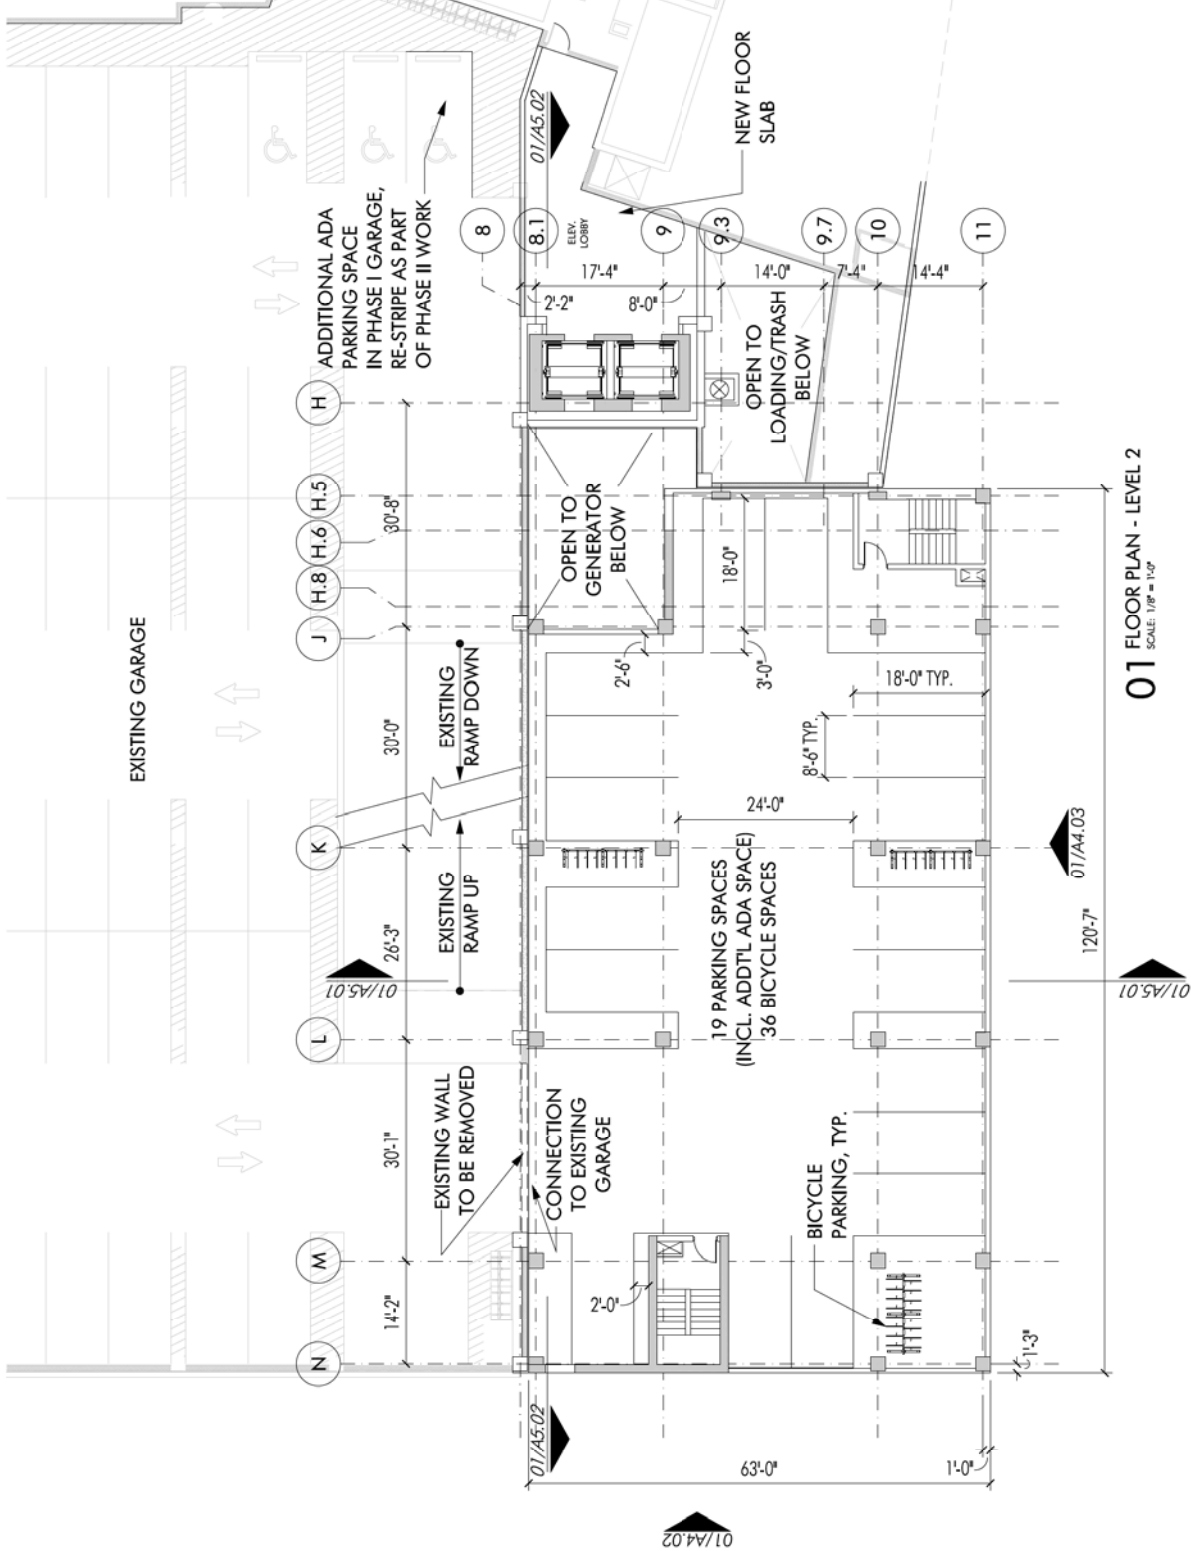 EXISTING GARAGE
ADDITIONAL ADA
PARKING SPACE
IN PHASE I GARAGE,
RE-STRIPE AS PART
OF PHASE II WORK
N
M
L
K
J
H.8
H.6
H.5
H
14'-2"
30'-1"
26'-3"
30'-0"
30'-8"
EXISTING WALL
TO BE REMOVED
EXISTING
RAMP UP
EXISTING
RAMP DOWN
01/A5.01
01/A5.02
01/A5.02
CONNECTION
TO EXISTING
GARAGE
OPEN TO
GENERATOR
BELOW
ELEV.
LOBBY
8
8.1
9
9.3
9.7
10
11
2'-2"
17'-4"
8'-0"
14'-0"
7'-4"
14'-4"
NEW FLOOR
SLAB
OPEN TO
LOADING/TRASH
BELOW
2'-0"
2'-6"
18'-0"
3'-0"
24'-0"
8'-6" TYP.
18'-0" TYP.
19 PARKING SPACES
(INCL. ADDT'L ADA SPACE)
36 BICYCLE SPACES
BICYCLE
PARKING, TYP.
63'-0"
1'-0"
1'-3"
120'-7"
01/A4.02
01/A4.03
01/A5.01
01 FLOOR PLAN - LEVEL 2
SCALE: 1/8" = 1'-0"